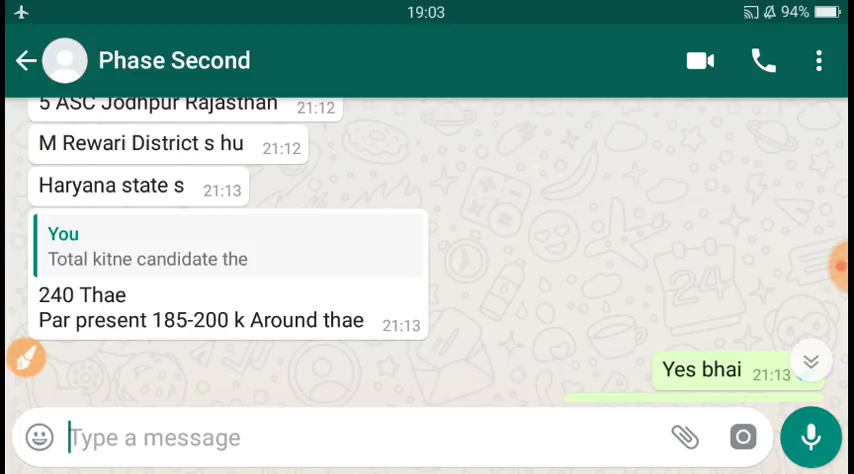 19:03
94%
Phase Second
5 ASC Jodhpur Rajasthan 21:12
M Rewari District s hu 21:12
Haryana state s 21:13
You
Total kitne candidate the
240 Thae
Par present 185-200 k Around thae 21:13
Yes bhai 21:13
Type a message